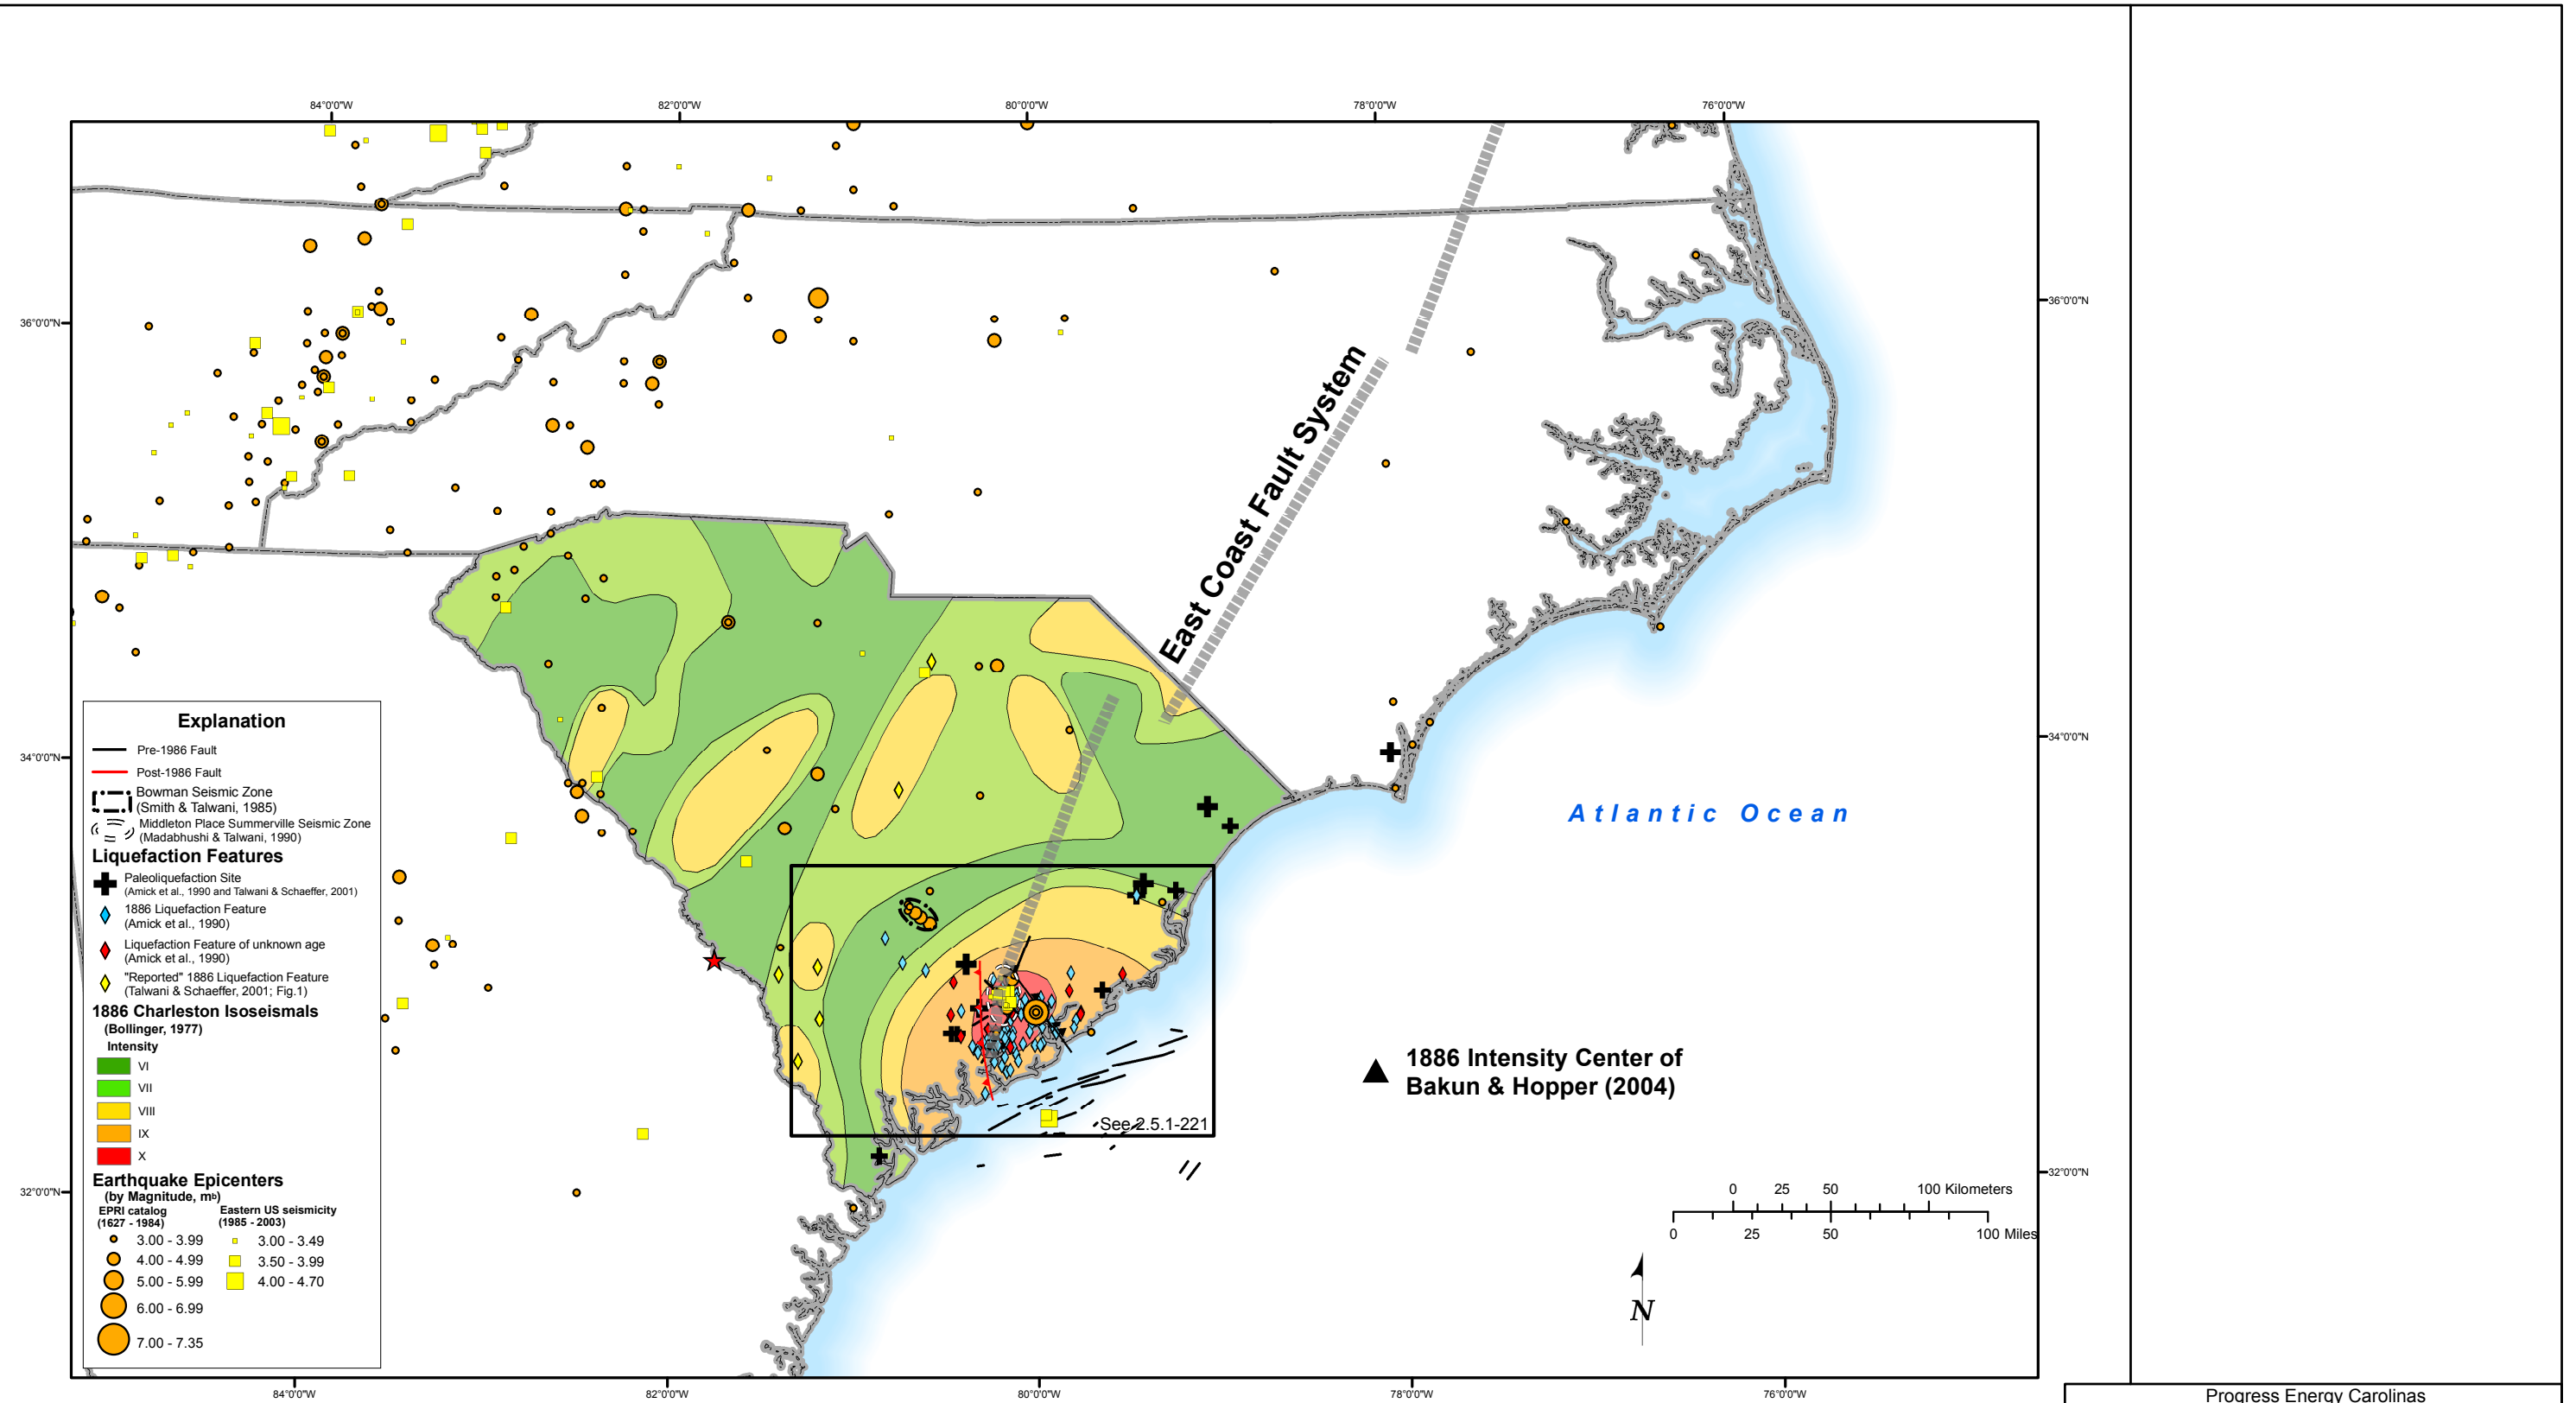 84°0'0"W
82°0'0"W
80°0'0"W
78°0'0"W
76°0'0"W
36°0'0"N
36°0'0"N
East Coast Fault System
34°0'0"N
34°0'0"N
Atlantic Ocean
Explanation
Pre-1986 Fault
Post-1986 Fault
Bowman Seismic Zone
(Smith & Talwani, 1985)
Middleton Place Summerville Seismic Zone
(Madabhushi & Talwani, 1990)
Liquefaction Features
Paleoliquefaction Site
(Amick et al., 1990 and Talwani & Schaeffer, 2001)
1886 Liquefaction Feature
(Amick et al., 1990)
Liquefaction Feature of unknown age
(Amick et al., 1990)
"Reported" 1886 Liquefaction Feature
(Talwani & Schaeffer, 2001; Fig.1)
1886 Charleston Isoseismals
(Bollinger, 1977)
Intensity
VI
VII
VIII
IX
X
Earthquake Epicenters
(by Magnitude, mb)
EPRI catalog
(1627 - 1984)
3.00 - 3.99
4.00 - 4.99
5.00 - 5.99
6.00 - 6.99
7.00 - 7.35
Eastern US seismicity
(1985 - 2003)
3.00 - 3.49
3.50 - 3.99
4.00 - 4.70
1886 Intensity Center of
Bakun & Hopper (2004)
See 2.5.1-221
32°0'0"N
32°0'0"N
0 25 50 100 Kilometers
0 25 50 100 Miles
N
84°0'0"W
82°0'0"W
80°0'0"W
78°0'0"W
76°0'0"W
Progress Energy Carolinas